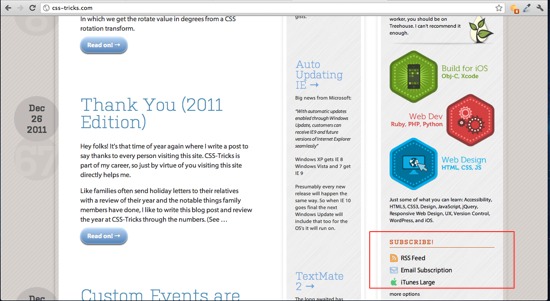 css-tricks.com
In which we get the rotate value in degrees from a CSS
rotation transform.
Read on! →
Dec
26
2011
Thank You (2011
Edition)
Hey folks! It's that time of year again where I write a post to
say thanks to every person visiting this site. CSS-Tricks is
part of my career, so just by virtue of you visiting this site
directly helps me.
Like families often send holiday letters to their relatives
with a review of their year and the notable things family
members have done, I like to write this blog post and review
the year at CSS-Tricks through the numbers. (See …
Read on! →
Custom Events are
nothing else.
Auto
Updating
IE →
Big news from Microsoft:
"With automatic updates
enabled through Windows
Update, customers can
receive IE9 and future
versions of Internet Explorer
seamlessly"
Windows XP gets IE 8
Windows Vista and 7 get
IE 9
Presumably every new
release will happen the
same way. So when IE 10
goes final the next
Windows Update will
include that too for the
OS's it will run on.
TextMate
2 →
The long awaited has
worker, you should be on
Treehouse. I can't recommend it
enough.
Build for iOS
Obj-C, Xcode
Web Dev
Ruby, PHP, Python
Web Design
HTML, CSS, JS
Just some of what you can learn: Accessibility,
HTML5, CSS3, Design, JavaScript, jQuery,
Responsive Web Design, UX, Version Control,
WordPress, and iOS.
SUBSCRIBE!
RSS Feed
Email Subscription
iTunes Large
more options